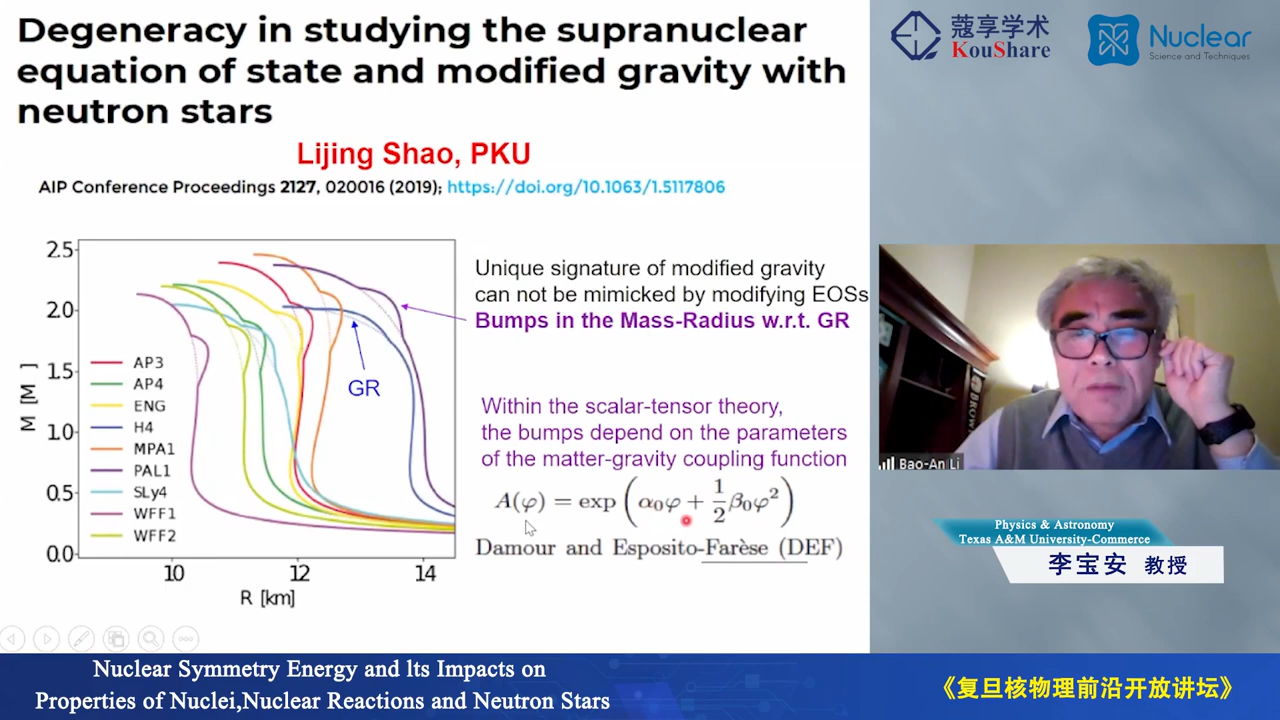 Degeneracy in studying the supranuclear
equation of state and modified gravity with
neutron stars
Lijing Shao, PKU
AIP Conference Proceedings 2127, 020016 (2019); https://doi.org/10.1063/1.5117806
2.5
2.0
1.5
1.0
0.5
0.0
M [M ]
AP3
AP4
ENG
H4
MPA1
PAL1
SLy4
WFF1
WFF2
GR
10
12
14
R [km]
Unique signature of modified gravity
can not be mimicked by modifying EOSs
Bumps in the Mass-Radius w.r.t. GR
Within the scalar-tensor theory,
the bumps depend on the parameters
of the matter-gravity coupling function
A(φ) = exp (α₀φ + 1/2 β₀φ²)
Damour and Esposito-Farèse (DEF)
蔻享学术
KouShare
Nuclear
Science and Techniques
Bao-An Li
Physics & Astronomy
Texas A&M University-Commerce
李宝安 教授
Nuclear Symmetry Energy and Its Impacts on
Properties of Nuclei,Nuclear Reactions and Neutron Stars
《复旦核物理前沿开放讲坛》